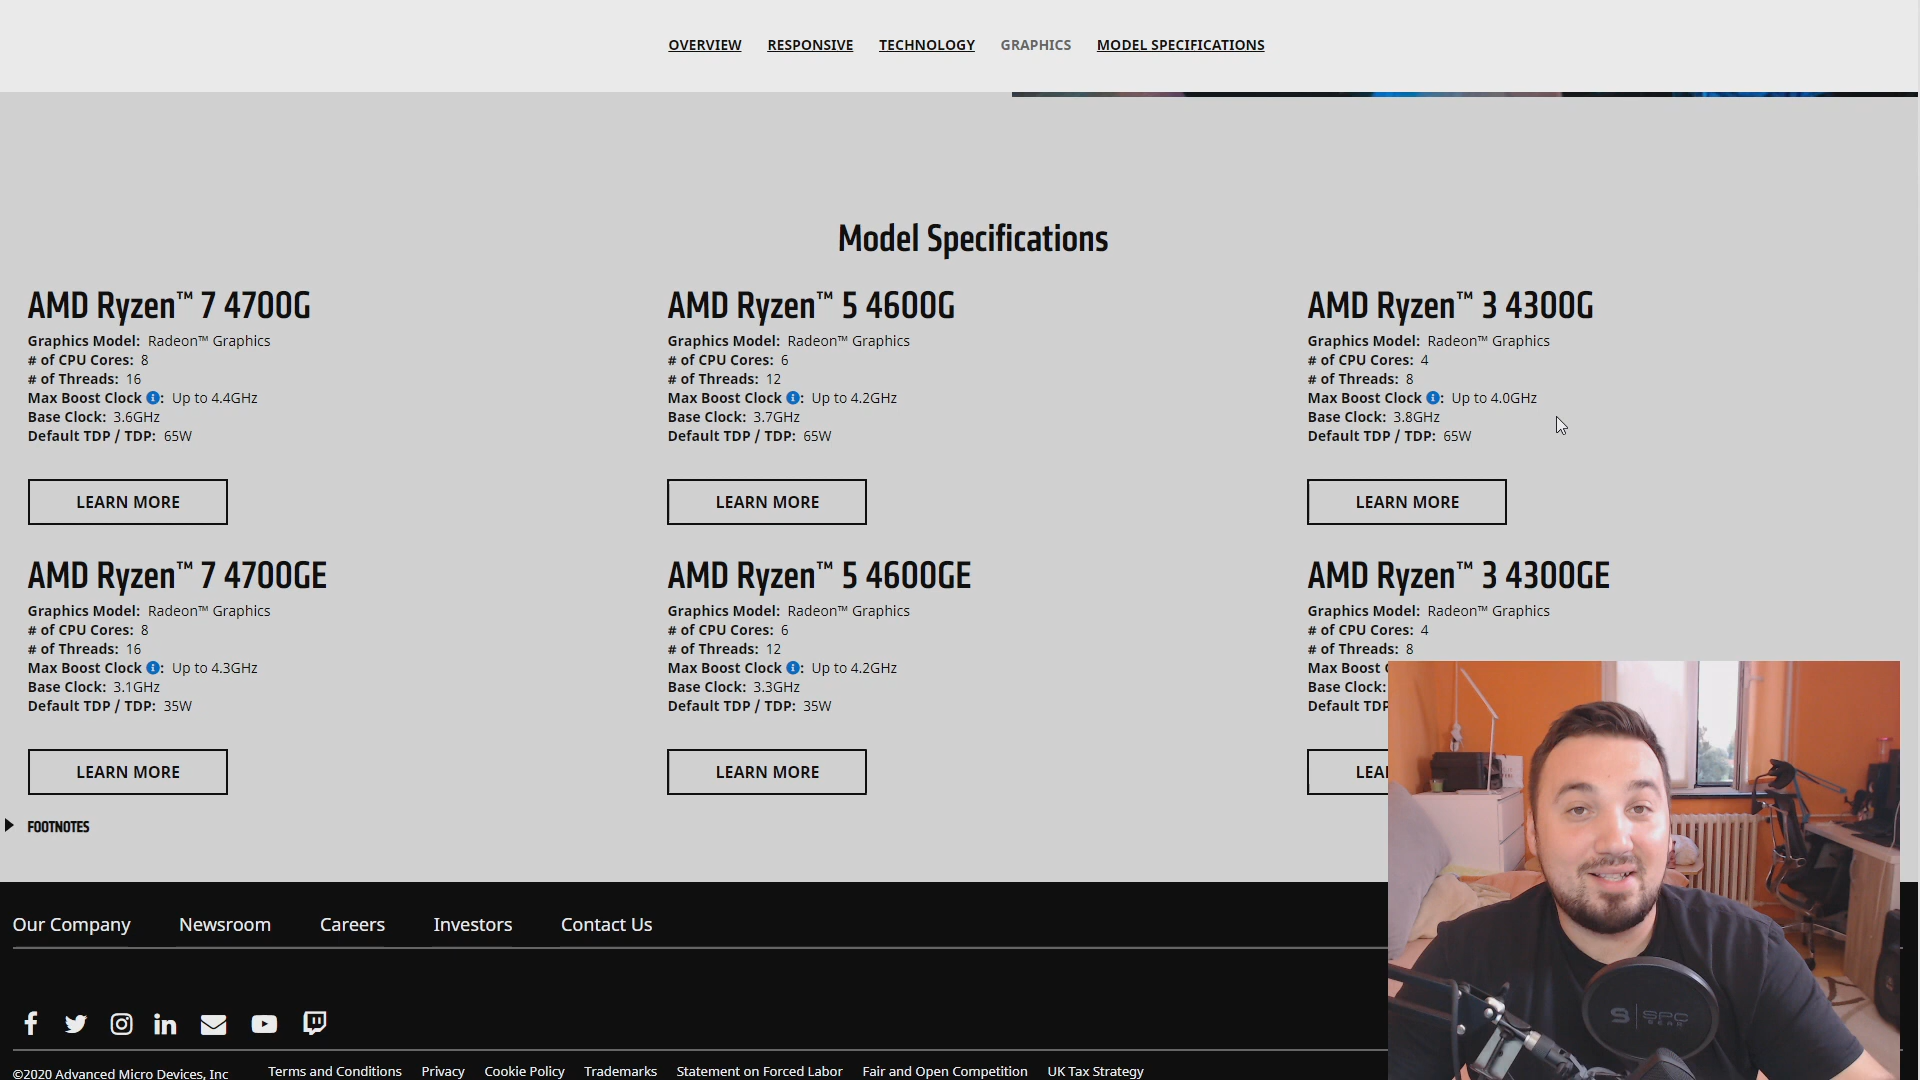 OVERVIEW RESPONSIVE TECHNOLOGY GRAPHICS MODEL SPECIFICATIONS
Model Specifications
AMD Ryzen™ 7 4700G
Graphics Model: Radeon™ Graphics
# of CPU Cores: 8
# of Threads: 16
Max Boost Clock : Up to 4.4GHz
Base Clock: 3.6GHz
Default TDP / TDP: 65W
LEARN MORE
AMD Ryzen™ 5 4600G
Graphics Model: Radeon™ Graphics
# of CPU Cores: 6
# of Threads: 12
Max Boost Clock : Up to 4.2GHz
Base Clock: 3.7GHz
Default TDP / TDP: 65W
LEARN MORE
AMD Ryzen™ 3 4300G
Graphics Model: Radeon™ Graphics
# of CPU Cores: 4
# of Threads: 8
Max Boost Clock : Up to 4.0GHz
Base Clock: 3.8GHz
Default TDP / TDP: 65W
LEARN MORE
AMD Ryzen™ 7 4700GE
Graphics Model: Radeon™ Graphics
# of CPU Cores: 8
# of Threads: 16
Max Boost Clock : Up to 4.3GHz
Base Clock: 3.1GHz
Default TDP / TDP: 35W
LEARN MORE
AMD Ryzen™ 5 4600GE
Graphics Model: Radeon™ Graphics
# of CPU Cores: 6
# of Threads: 12
Max Boost Clock : Up to 4.2GHz
Base Clock: 3.3GHz
Default TDP / TDP: 35W
LEARN MORE
AMD Ryzen™ 3 4300GE
Graphics Model: Radeon™ Graphics
# of CPU Cores: 4
# of Threads: 8
Max Boost
Base Clock:
Default TDP
FOOTNOTES
Our Company Newsroom Careers Investors Contact Us
©2020 Advanced Micro Devices, Inc Terms and Conditions Privacy Cookie Policy Trademarks Statement on Forced Labor Fair and Open Competition UK Tax Strategy
SPC
GEAR